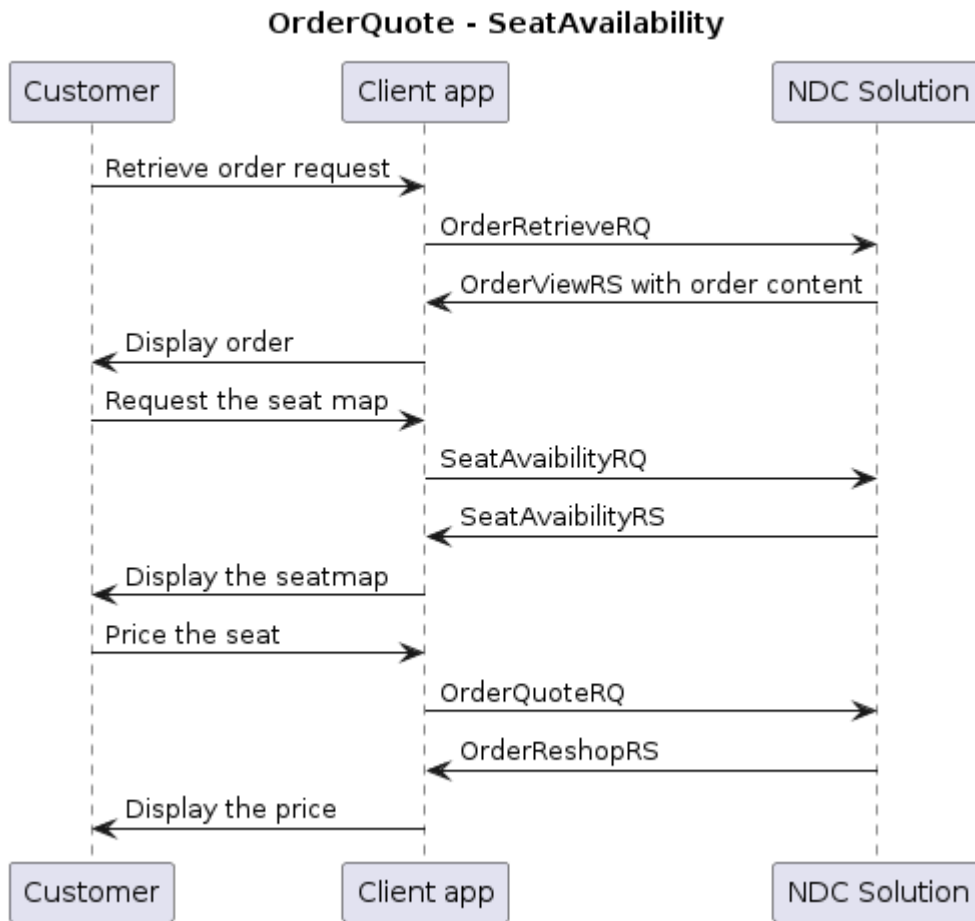 OrderQuote - SeatAvailability
Customer
Client app
NDC Solution
Retrieve order request
OrderRetrieveRQ
OrderViewRS with order content
Display order
Request the seat map
SeatAvaibilityRQ
SeatAvaibilityRS
Display the seatmap
Price the seat
OrderQuoteRQ
OrderReshopRS
Display the price
Customer
Client app
NDC Solution